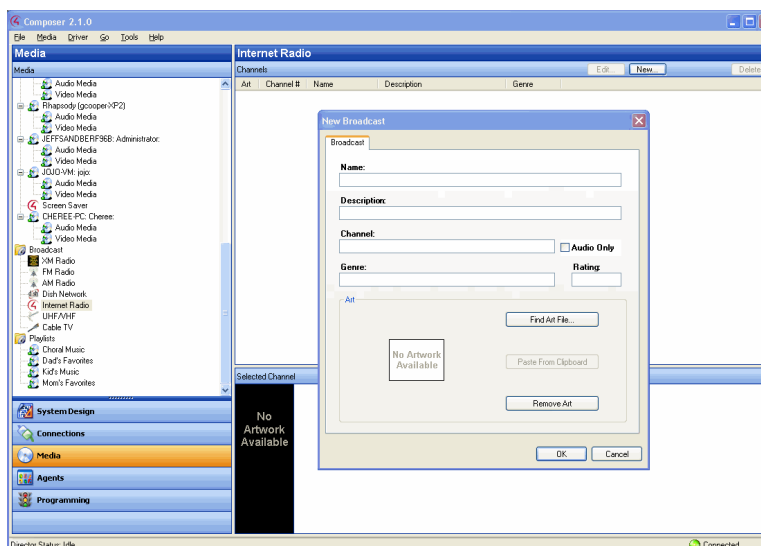 Composer 2.1.0
File Media Driver Go Tools Help
Media
Internet Radio
Media
Channels
Edit...
New...
Delete
Art Channel # Name Description Genre
Audio Media
Video Media
Rhapsody (gcooper-XP2)
Audio Media
Video Media
JEFFSANDBERF96B: Administrator:
Audio Media
Video Media
JOJO-VM: jojo:
Audio Media
Video Media
Screen Saver
CHEREE-PC: Cheree:
Audio Media
Video Media
Broadcast
XM Radio
FM Radio
AM Radio
Dish Network
Internet Radio
UHF/VHF
Cable TV
Playlists
Choral Music
Dad's Favorites
Kid's Music
Mom's Favorites
System Design
Connections
Media
Agents
Programming
New Broadcast
Broadcast
Name:
Description:
Channel:
Audio Only
Genre:
Rating:
Art
Find Art File...
No Artwork
Available
Paste From Clipboard
Remove Art
OK
Cancel
Selected Channel
No
Artwork
Available
Director Status: Idle
Connected